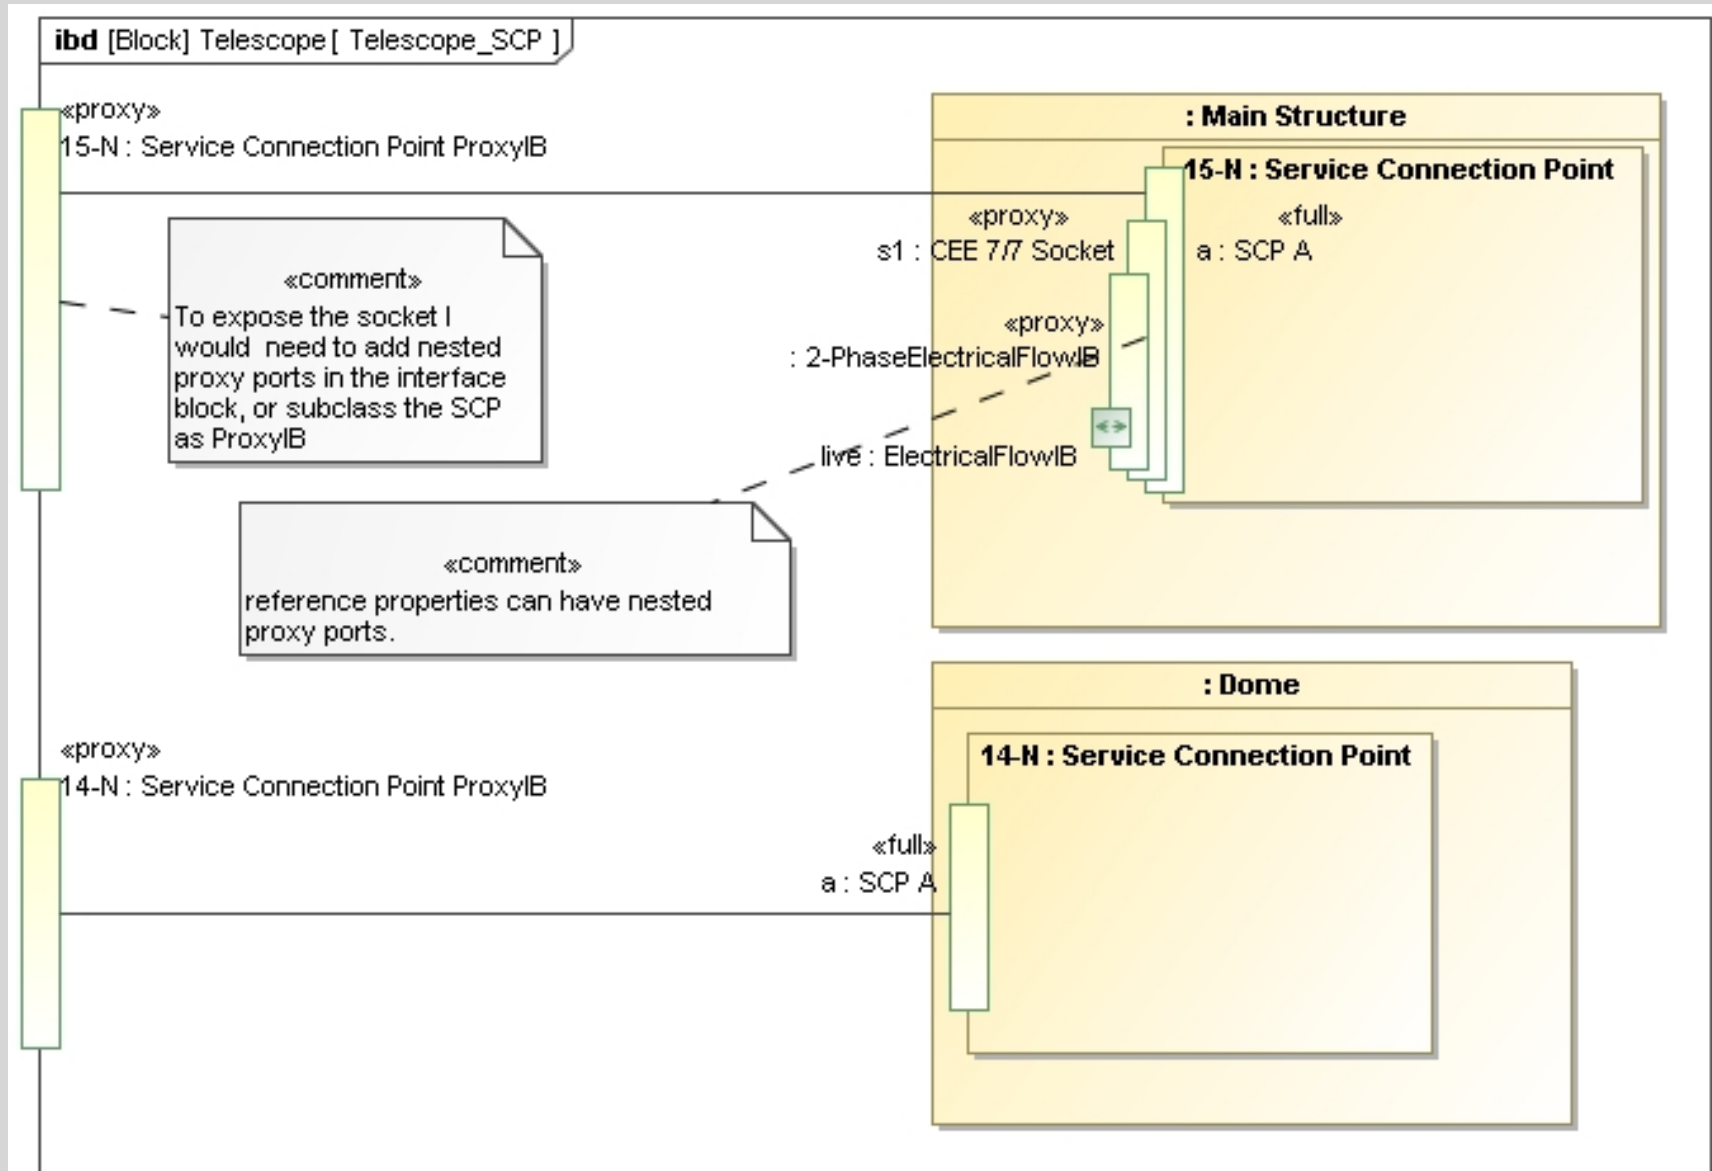 ibd [Block] Telescope[ Telescope_SCP ]
«proxy»
15-N : Service Connection Point ProxyIB
: Main Structure
15-N : Service Connection Point
«proxy»
s1 : CEE 7/7 Socket
«full»
a : SCP A
«comment»
To expose the socket I
would need to add nested
proxy ports in the interface
block, or subclass the SCP
as ProxyIB
«proxy»
: 2-PhaseElectricalFlowIB
live : ElectricalFlowIB
«comment»
reference properties can have nested
proxy ports.
: Dome
14-N : Service Connection Point
«proxy»
14-N : Service Connection Point ProxyIB
«full»
a : SCP A